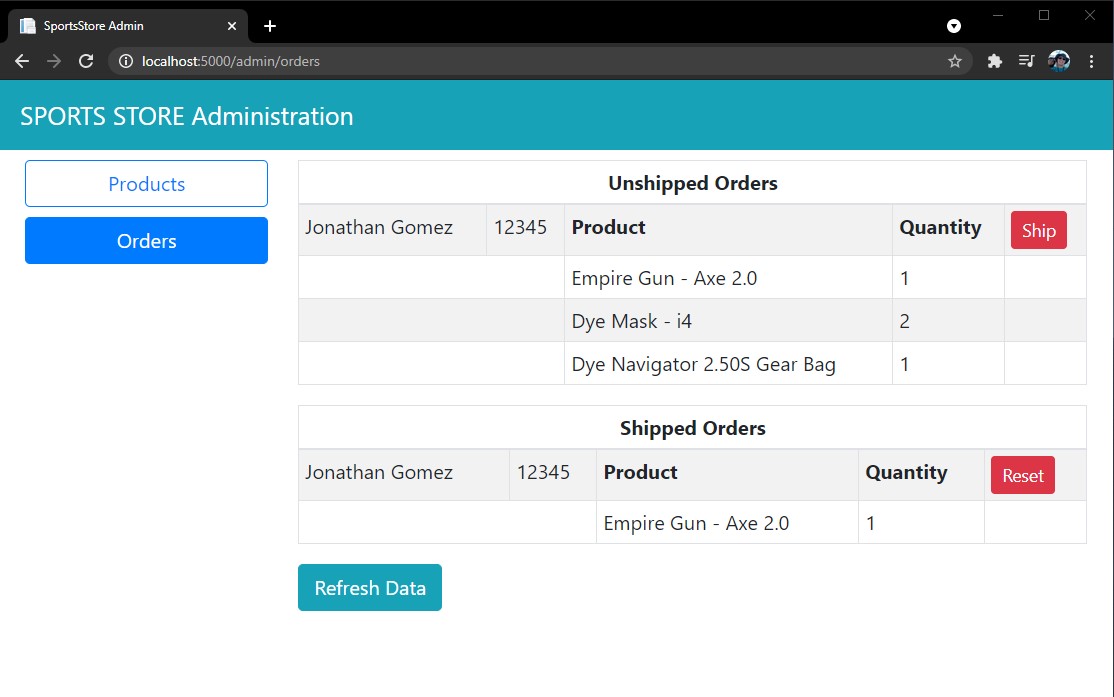 SportsStore Admin
localhost:5000/admin/orders
SPORTS STORE Administration
Products
Orders
Unshipped Orders
Jonathan Gomez 12345 Product Quantity Ship
Empire Gun - Axe 2.0 1
Dye Mask - i4 2
Dye Navigator 2.50S Gear Bag 1
Shipped Orders
Jonathan Gomez 12345 Product Quantity Reset
Empire Gun - Axe 2.0 1
Refresh Data